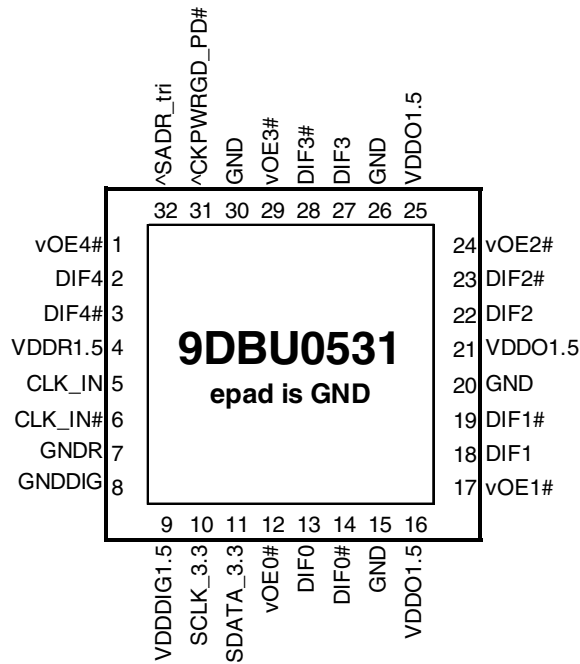 ^SADR_tri
^CKPWRGD_PD#
GND
vOE3#
DIF3#
DIF3
GND
VDDO1.5
32 31 30 29 28 27 26 25
vOE4# 1
DIF4 2
DIF4# 3
VDDR1.5 4
CLK_IN 5
CLK_IN# 6
GNDR 7
GNDDIG 8
9DBU0531
epad is GND
24 vOE2#
23 DIF2#
22 DIF2
21 VDDO1.5
20 GND
19 DIF1#
18 DIF1
17 vOE1#
9 10 11 12 13 14 15 16
VDDDIG1.5
SCLK_3.3
SDATA_3.3
vOE0#
DIF0
DIF0#
GND
VDDO1.5